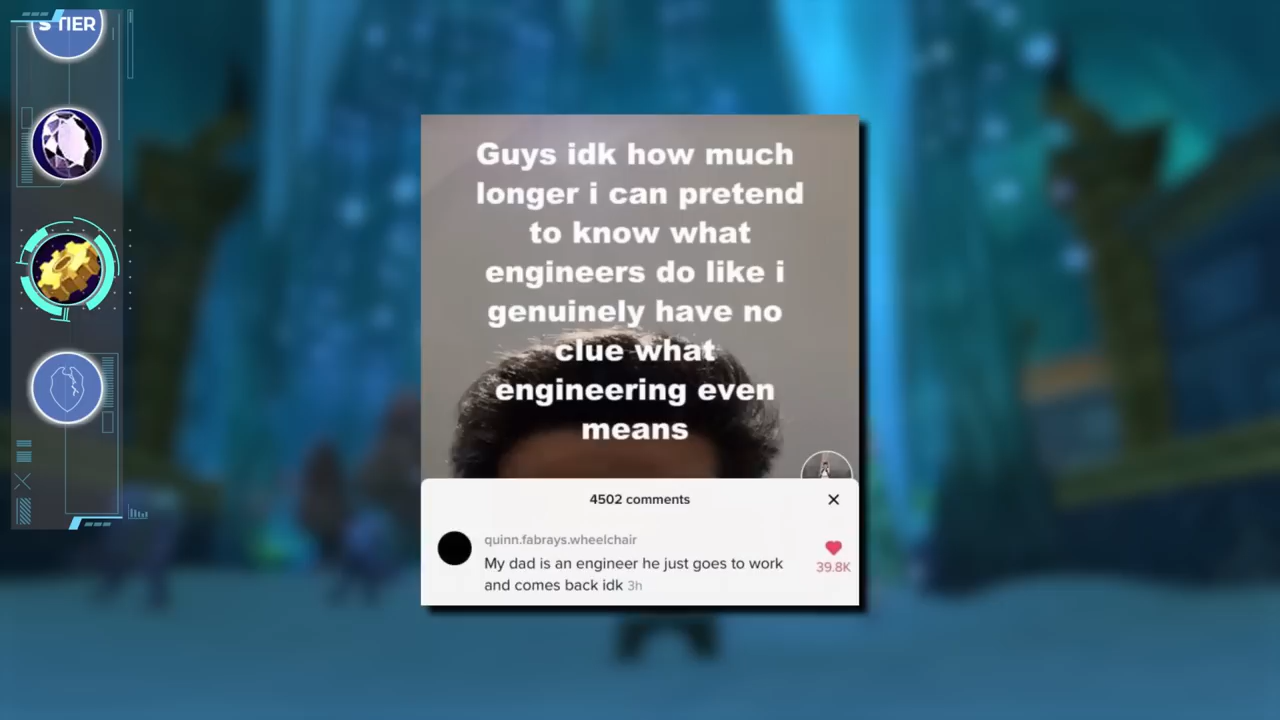 S TIER
Guys idk how much
longer i can pretend
to know what
engineers do like i
genuinely have no
clue what
engineering even
means
4502 comments
quinn.fabrays.wheelchair
My dad is an engineer he just goes to work
and comes back idk 3h
39.8K